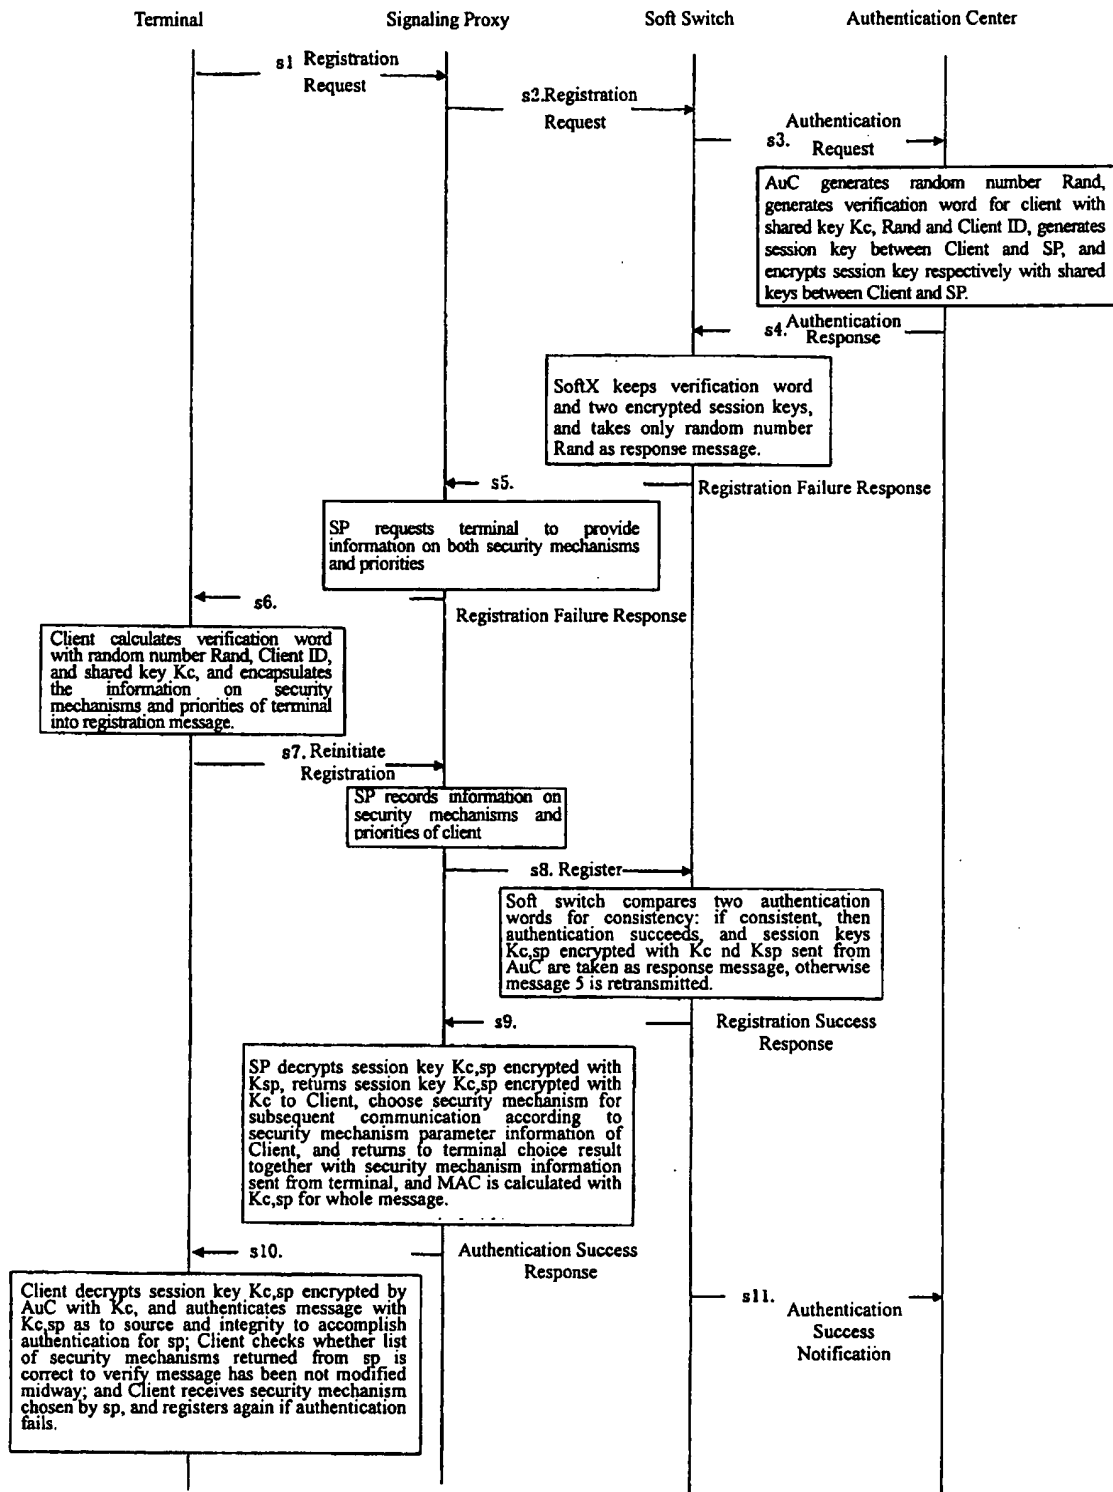 Terminal
Signaling Proxy
Soft Switch
Authentication Center
s1 Registration
Request
s2.Registration
Request
Authentication
s3. Request
AuC generates random number Rand,
generates verification word for client with
shared key Kc, Rand and Client ID, generates
session key between Client and SP, and
encrypts session key respectively with shared
keys between Client and SP.
s4. Authentication
Response
SoftX keeps verification word
and two encrypted session keys,
and takes only random number
Rand as response message.
s5.
Registration Failure Response
SP requests terminal to provide
information on both security mechanisms
and priorities
s6.
Registration Failure Response
Client calculates verification word
with random number Rand, Client ID,
and shared key Kc, and encapsulates
the information on security
mechanisms and priorities of terminal
into registration message.
s7. Reinitiate
Registration
SP records information on
security mechanisms and
priorities of client
s8. Register
Soft switch compares two authentication
words for consistency: if consistent, then
authentication succeeds, and session keys
Kc,sp encrypted with Kc nd Ksp sent from
AuC are taken as response message, otherwise
message 5 is retransmitted.
s9.
Registration Success
Response
SP decrypts session key Kc,sp encrypted with
Ksp, returns session key Kc,sp encrypted with
Kc to Client, choose security mechanism for
subsequent communication according to
security mechanism parameter information of
Client, and returns to terminal choice result
together with security mechanism information
sent from terminal, and MAC is calculated with
Kc,sp for whole message.
s10.
Authentication Success
Response
Client decrypts session key Kc,sp encrypted by
AuC with Kc, and authenticates message with
Kc,sp as to source and integrity to accomplish
authentication for sp; Client checks whether list
of security mechanisms returned from sp is
correct to verify message has been not modified
midway; and Client receives security mechanism
chosen by sp, and registers again if authentication
fails.
s11.
Authentication
Success
Notification